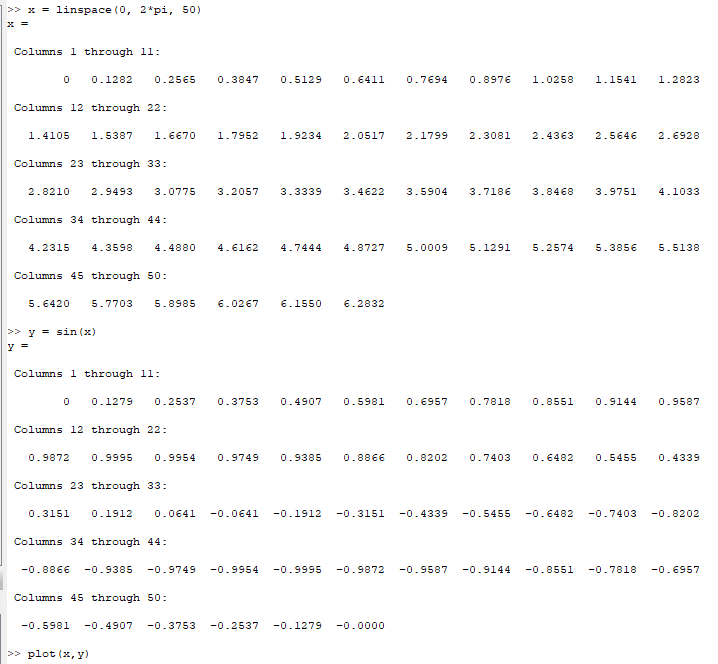 >> x = linspace(0, 2*pi, 50)
x =
Columns 1 through 11:
0 0.1282 0.2565 0.3847 0.5129 0.6411 0.7694 0.8976 1.0258 1.1541 1.2823
Columns 12 through 22:
1.4105 1.5387 1.6670 1.7952 1.9234 2.0517 2.1799 2.3081 2.4363 2.5646 2.6928
Columns 23 through 33:
2.8210 2.9493 3.0775 3.2057 3.3339 3.4622 3.5904 3.7186 3.8468 3.9751 4.1033
Columns 34 through 44:
4.2315 4.3598 4.4880 4.6162 4.7444 4.8727 5.0009 5.1291 5.2574 5.3856 5.5138
Columns 45 through 50:
5.6420 5.7703 5.8985 6.0267 6.1550 6.2832
>> y = sin(x)
y =
Columns 1 through 11:
0 0.1279 0.2537 0.3753 0.4907 0.5981 0.6957 0.7818 0.8551 0.9144 0.9587
Columns 12 through 22:
0.9872 0.9995 0.9954 0.9749 0.9385 0.8866 0.8202 0.7403 0.6482 0.5455 0.4339
Columns 23 through 33:
0.3151 0.1912 0.0641 -0.0641 -0.1912 -0.3151 -0.4339 -0.5455 -0.6482 -0.7403 -0.8202
Columns 34 through 44:
-0.8866 -0.9385 -0.9749 -0.9954 -0.9995 -0.9872 -0.9587 -0.9144 -0.8551 -0.7818 -0.6957
Columns 45 through 50:
-0.5981 -0.4907 -0.3753 -0.2537 -0.1279 -0.0000
>> plot(x,y)